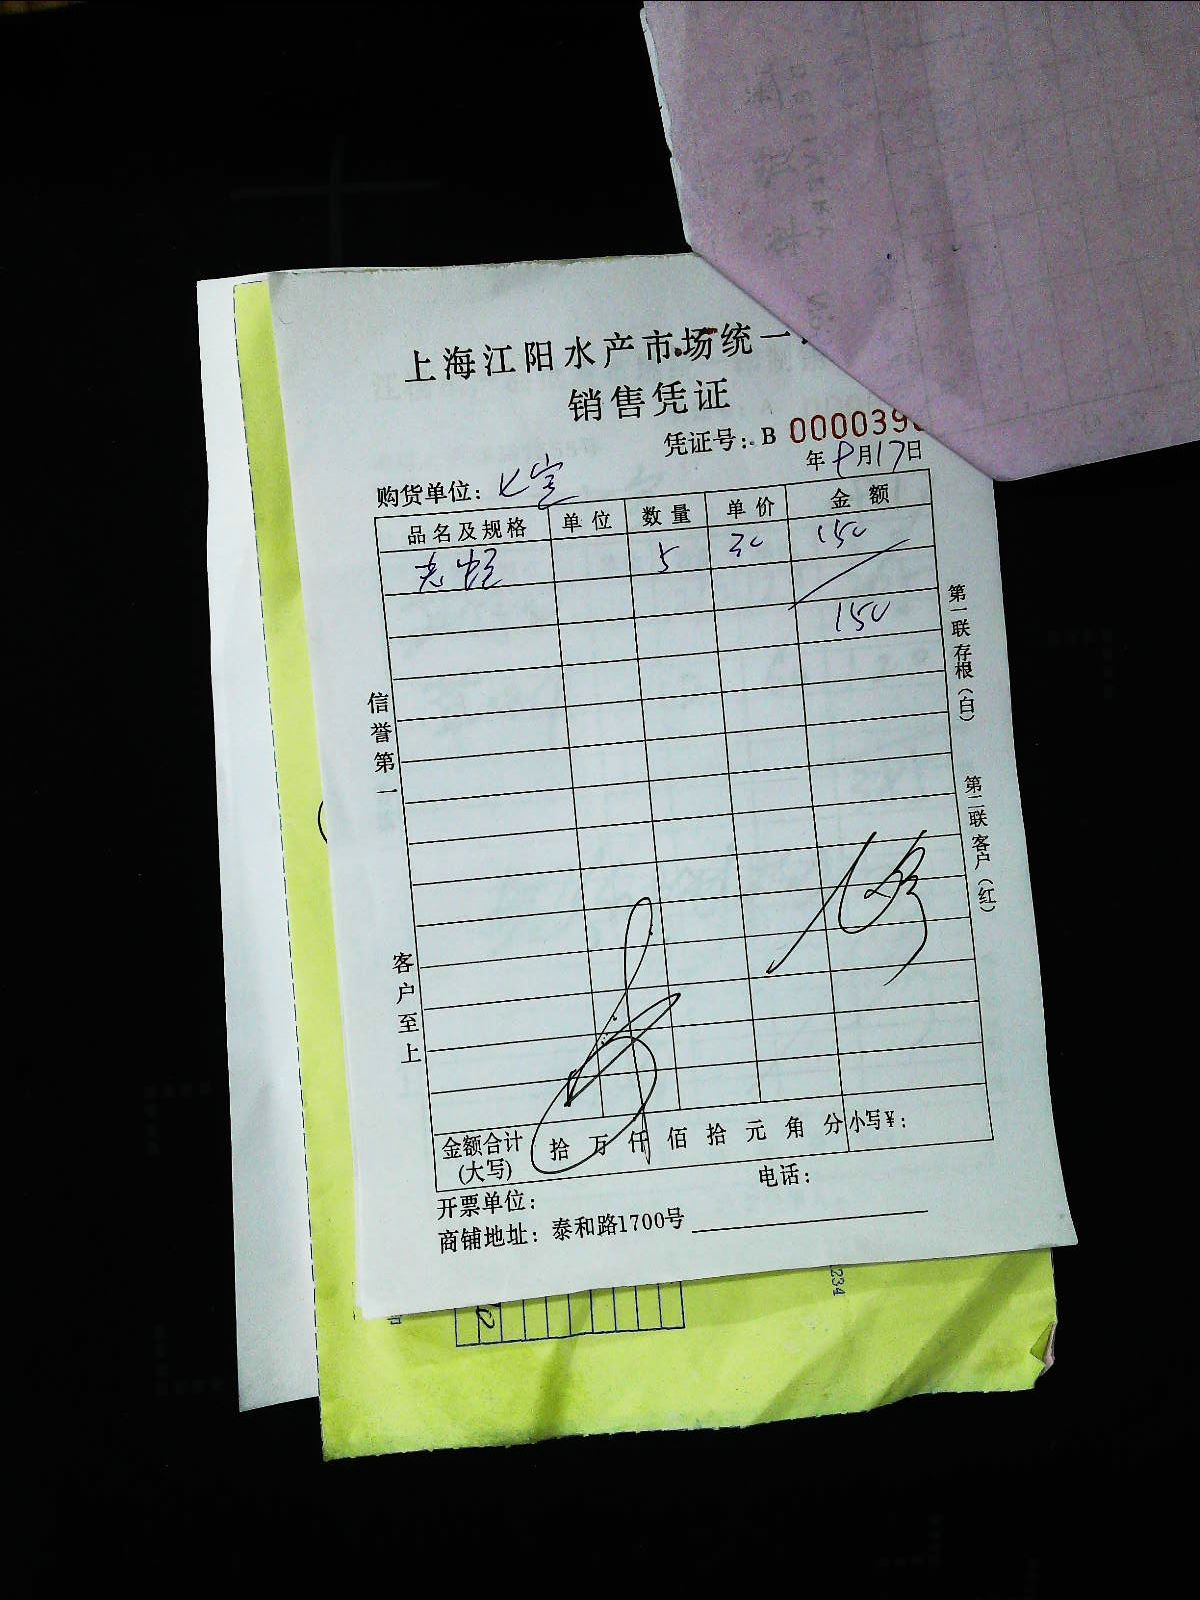 上海江阳水产市场统一
销售凭证
凭证号: B 000039
年 9月17日
购货单位: 七宝
品名及规格 单位 数量 单价 金额
5 30 150
150
信誉第一
客户至上
第一联存根(白)
第二联客户(红)
金额合计 拾 万 仟 佰 拾 元 角 分 小写¥:
(大写)
开票单位: 电话:
商铺地址: 泰和路1700号
234